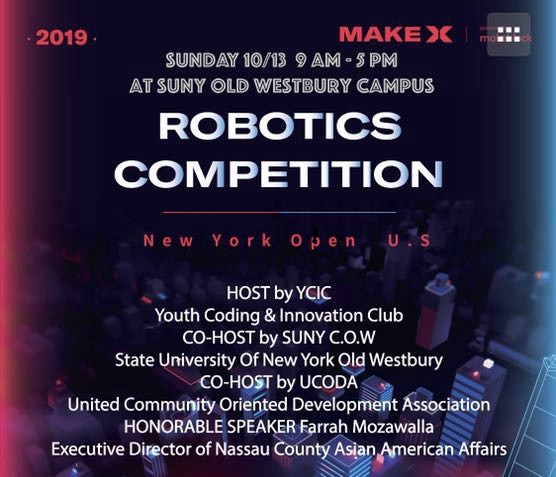 · 2019 ·
MAKE X
SUNDAY 10/13 9 AM - 5 PM
AT SUNY OLD WESTBURY CAMPUS
ROBOTICS
COMPETITION
New York Open U.S
HOST by YCIC
Youth Coding & Innovation Club
CO-HOST by SUNY C.O.W
State University Of New York Old Westbury
CO-HOST by UCODA
United Community Oriented Development Association
HONORABLE SPEAKER Farrah Mozawalla
Executive Director of Nassau County Asian American Affairs